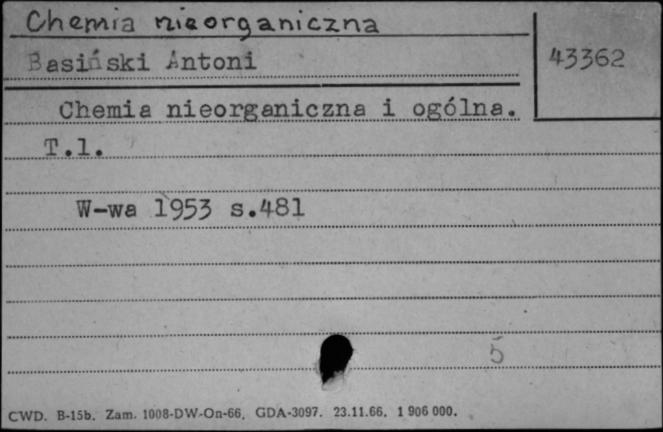 Chemia nieorganiczna
Basiński Antoni
43362
Chemia nieorganiczna i ogólna.
T.1.
W-wa 1953 s.481
5
CWD. B-15b. Zam. 1008-DW-On-66. GDA-3097. 23.11.66. 1 906 000.